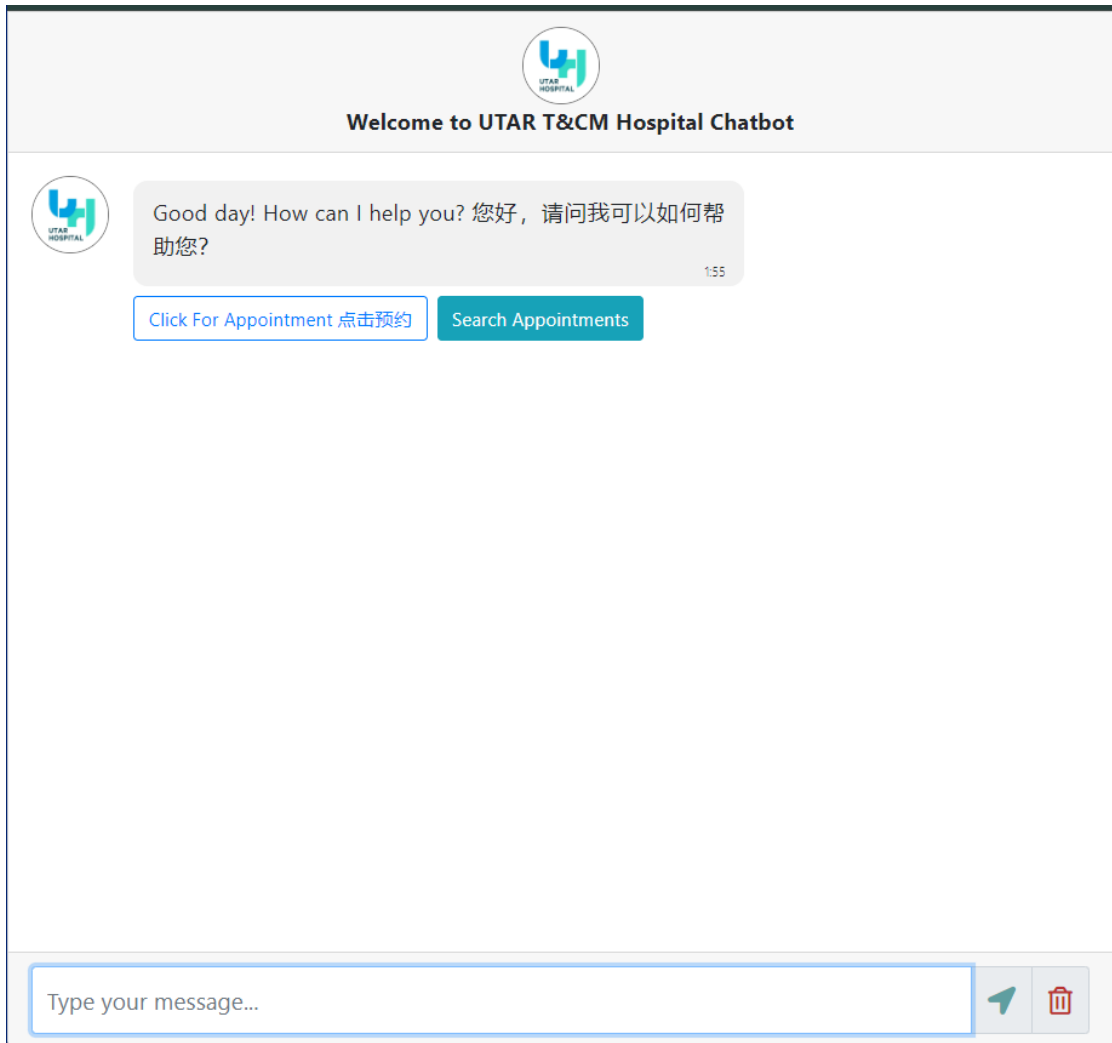 UTAR
HOSPITAL
Welcome to UTAR T&CM Hospital Chatbot
UTAR
HOSPITAL
Good day! How can I help you? 您好，请问我可以如何帮
助您?
1:55
Click For Appointment 点击预约
Search Appointments
Type your message...